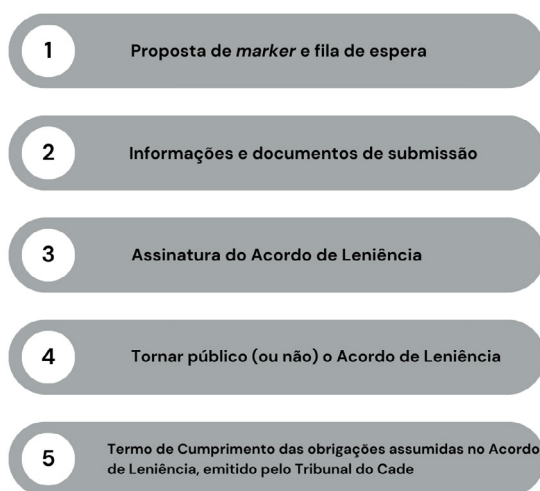 1
Proposta de marker e fila de espera
2
Informações e documentos de submissão
3
Assinatura do Acordo de Leniência
4
Tornar público (ou não) o Acordo de Leniência
5
Termo de Cumprimento das obrigações assumidas no Acordo
de Leniência, emitido pelo Tribunal do Cade